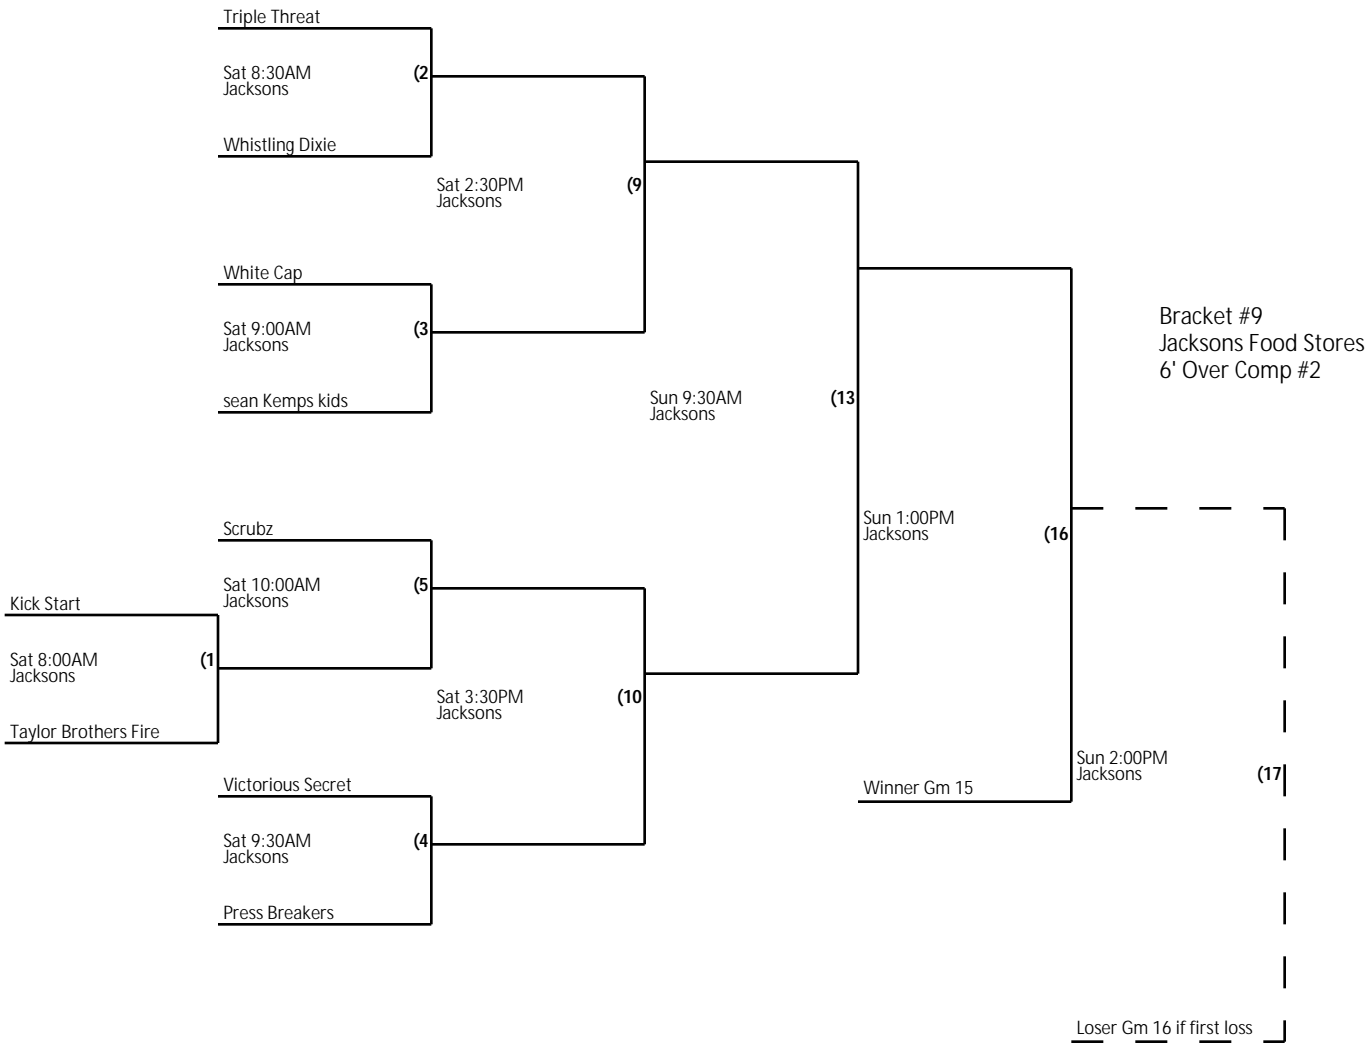 Triple Threat
Sat 8:30AM
Jacksons
(2
Whistling Dixie
Sat 2:30PM
Jacksons
(9
White Cap
Sat 9:00AM
Jacksons
(3
sean Kemps kids
Sun 9:30AM
Jacksons
(13
Bracket #9
Jacksons Food Stores
6' Over Comp #2
Scrubz
Sat 10:00AM
Jacksons
(5
Kick Start
Sat 8:00AM
Jacksons
(1
Taylor Brothers Fire
Sat 3:30PM
Jacksons
(10
Victorious Secret
Sat 9:30AM
Jacksons
(4
Press Breakers
Sun 1:00PM
Jacksons
(16
Winner Gm 15
Sun 2:00PM
Jacksons
(17
Loser Gm 16 if first loss